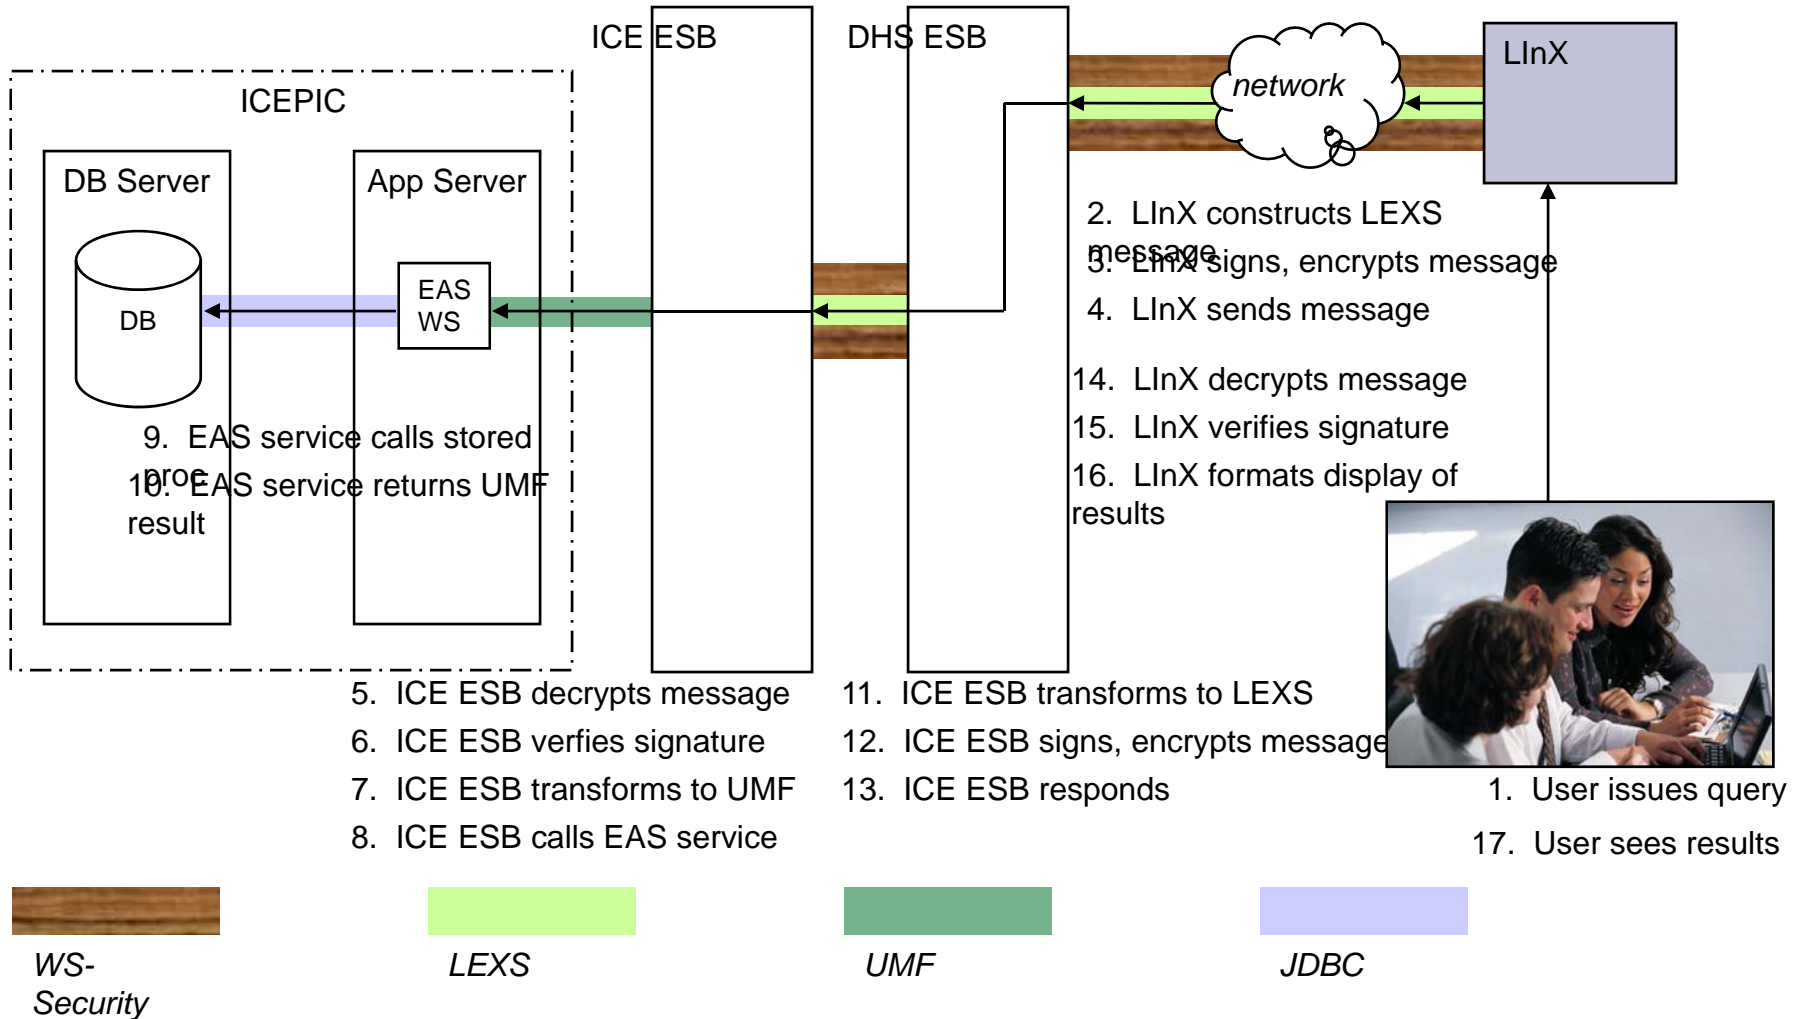 ICE ESB
DHS ESB
LInX
network
ICEPIC
DB Server
App Server
EAS
WS
DB
2. LInX constructs LEXS
message
3. LInX signs, encrypts message
4. LInX sends message
14. LInX decrypts message
15. LInX verifies signature
16. LInX formats display of
results
9. EAS service calls stored
proc
10. EAS service returns UMF
result
5. ICE ESB decrypts message
6. ICE ESB verfies signature
7. ICE ESB transforms to UMF
8. ICE ESB calls EAS service
11. ICE ESB transforms to LEXS
12. ICE ESB signs, encrypts message
13. ICE ESB responds
1. User issues query
17. User sees results
WS-
Security
LEXS
UMF
JDBC